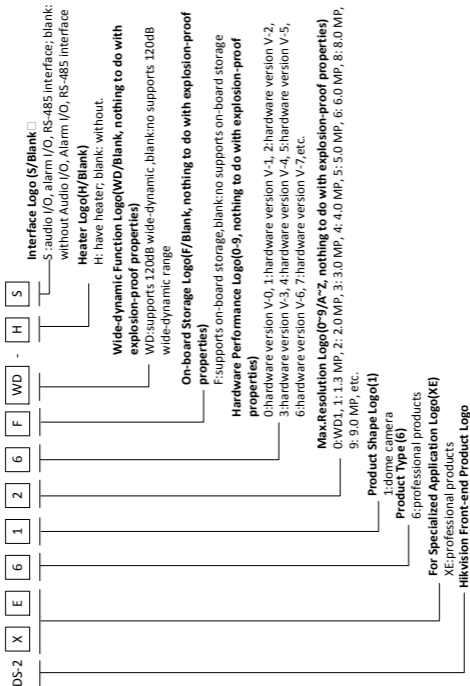 DS-2 X E 6 1 2 6 F WD - H S
Interface Logo (S/Blank□
S :audio I/O, alarm I/O, RS-485 interface; blank:
without Audio I/O, Alarm I/O, RS-485 interface
Heater Logo(H/Blank)
H: have heater; blank: without.
Wide-dynamic Function Logo(WD/Blank, nothing to do with
explosion-proof properties)
WD:supports 120dB wide-dynamic ,blank:no supports 120dB
wide-dynamic range
On-board Storage Logo(F/Blank, nothing to do with explosion-proof
properties)
F:supports on-board storage,blank:no supports on-board storage
Hardware Performance Logo(0-9, nothing to do with explosion-proof
properties)
0:hardware version V-0, 1:hardware version V-1, 2:hardware version V-2,
3:hardware version V-3, 4:hardware version V-4, 5:hardware version V-5,
6:hardware version V-6, 7:hardware version V-7,etc.
Max.Resolution Logo(0~9/A~Z, nothing to do with explosion-proof properties)
0:WD1, 1: 1.3 MP, 2: 2.0 MP, 3: 3.0 MP, 4: 4.0 MP, 5: 5.0 MP, 6: 6.0 MP, 8: 8.0 MP,
9: 9.0 MP, etc.
Product Shape Logo(1)
1:dome camera
Product Type (6)
6:professional products
For Specialized Application Logo(XE)
XE:professional products
Hikvision Front-end Product Logo